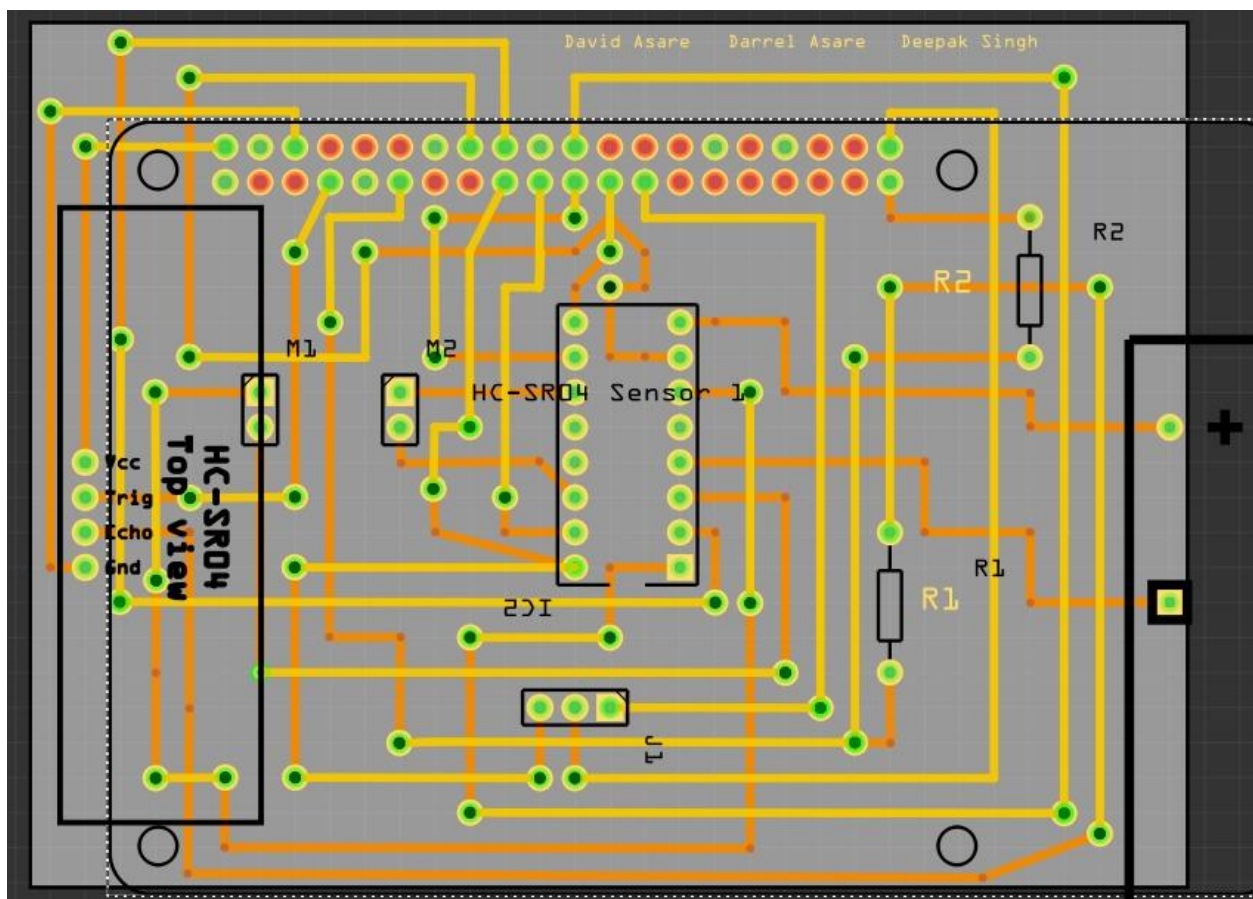 David Asare Darrel Asare Deepak Singh
R2
R2
M1
M2
HC-SR04 Sensor 1
+
HC-SR04
Top view
Vcc
Trig
Echo
Gnd
R1
R1
IC2
J1